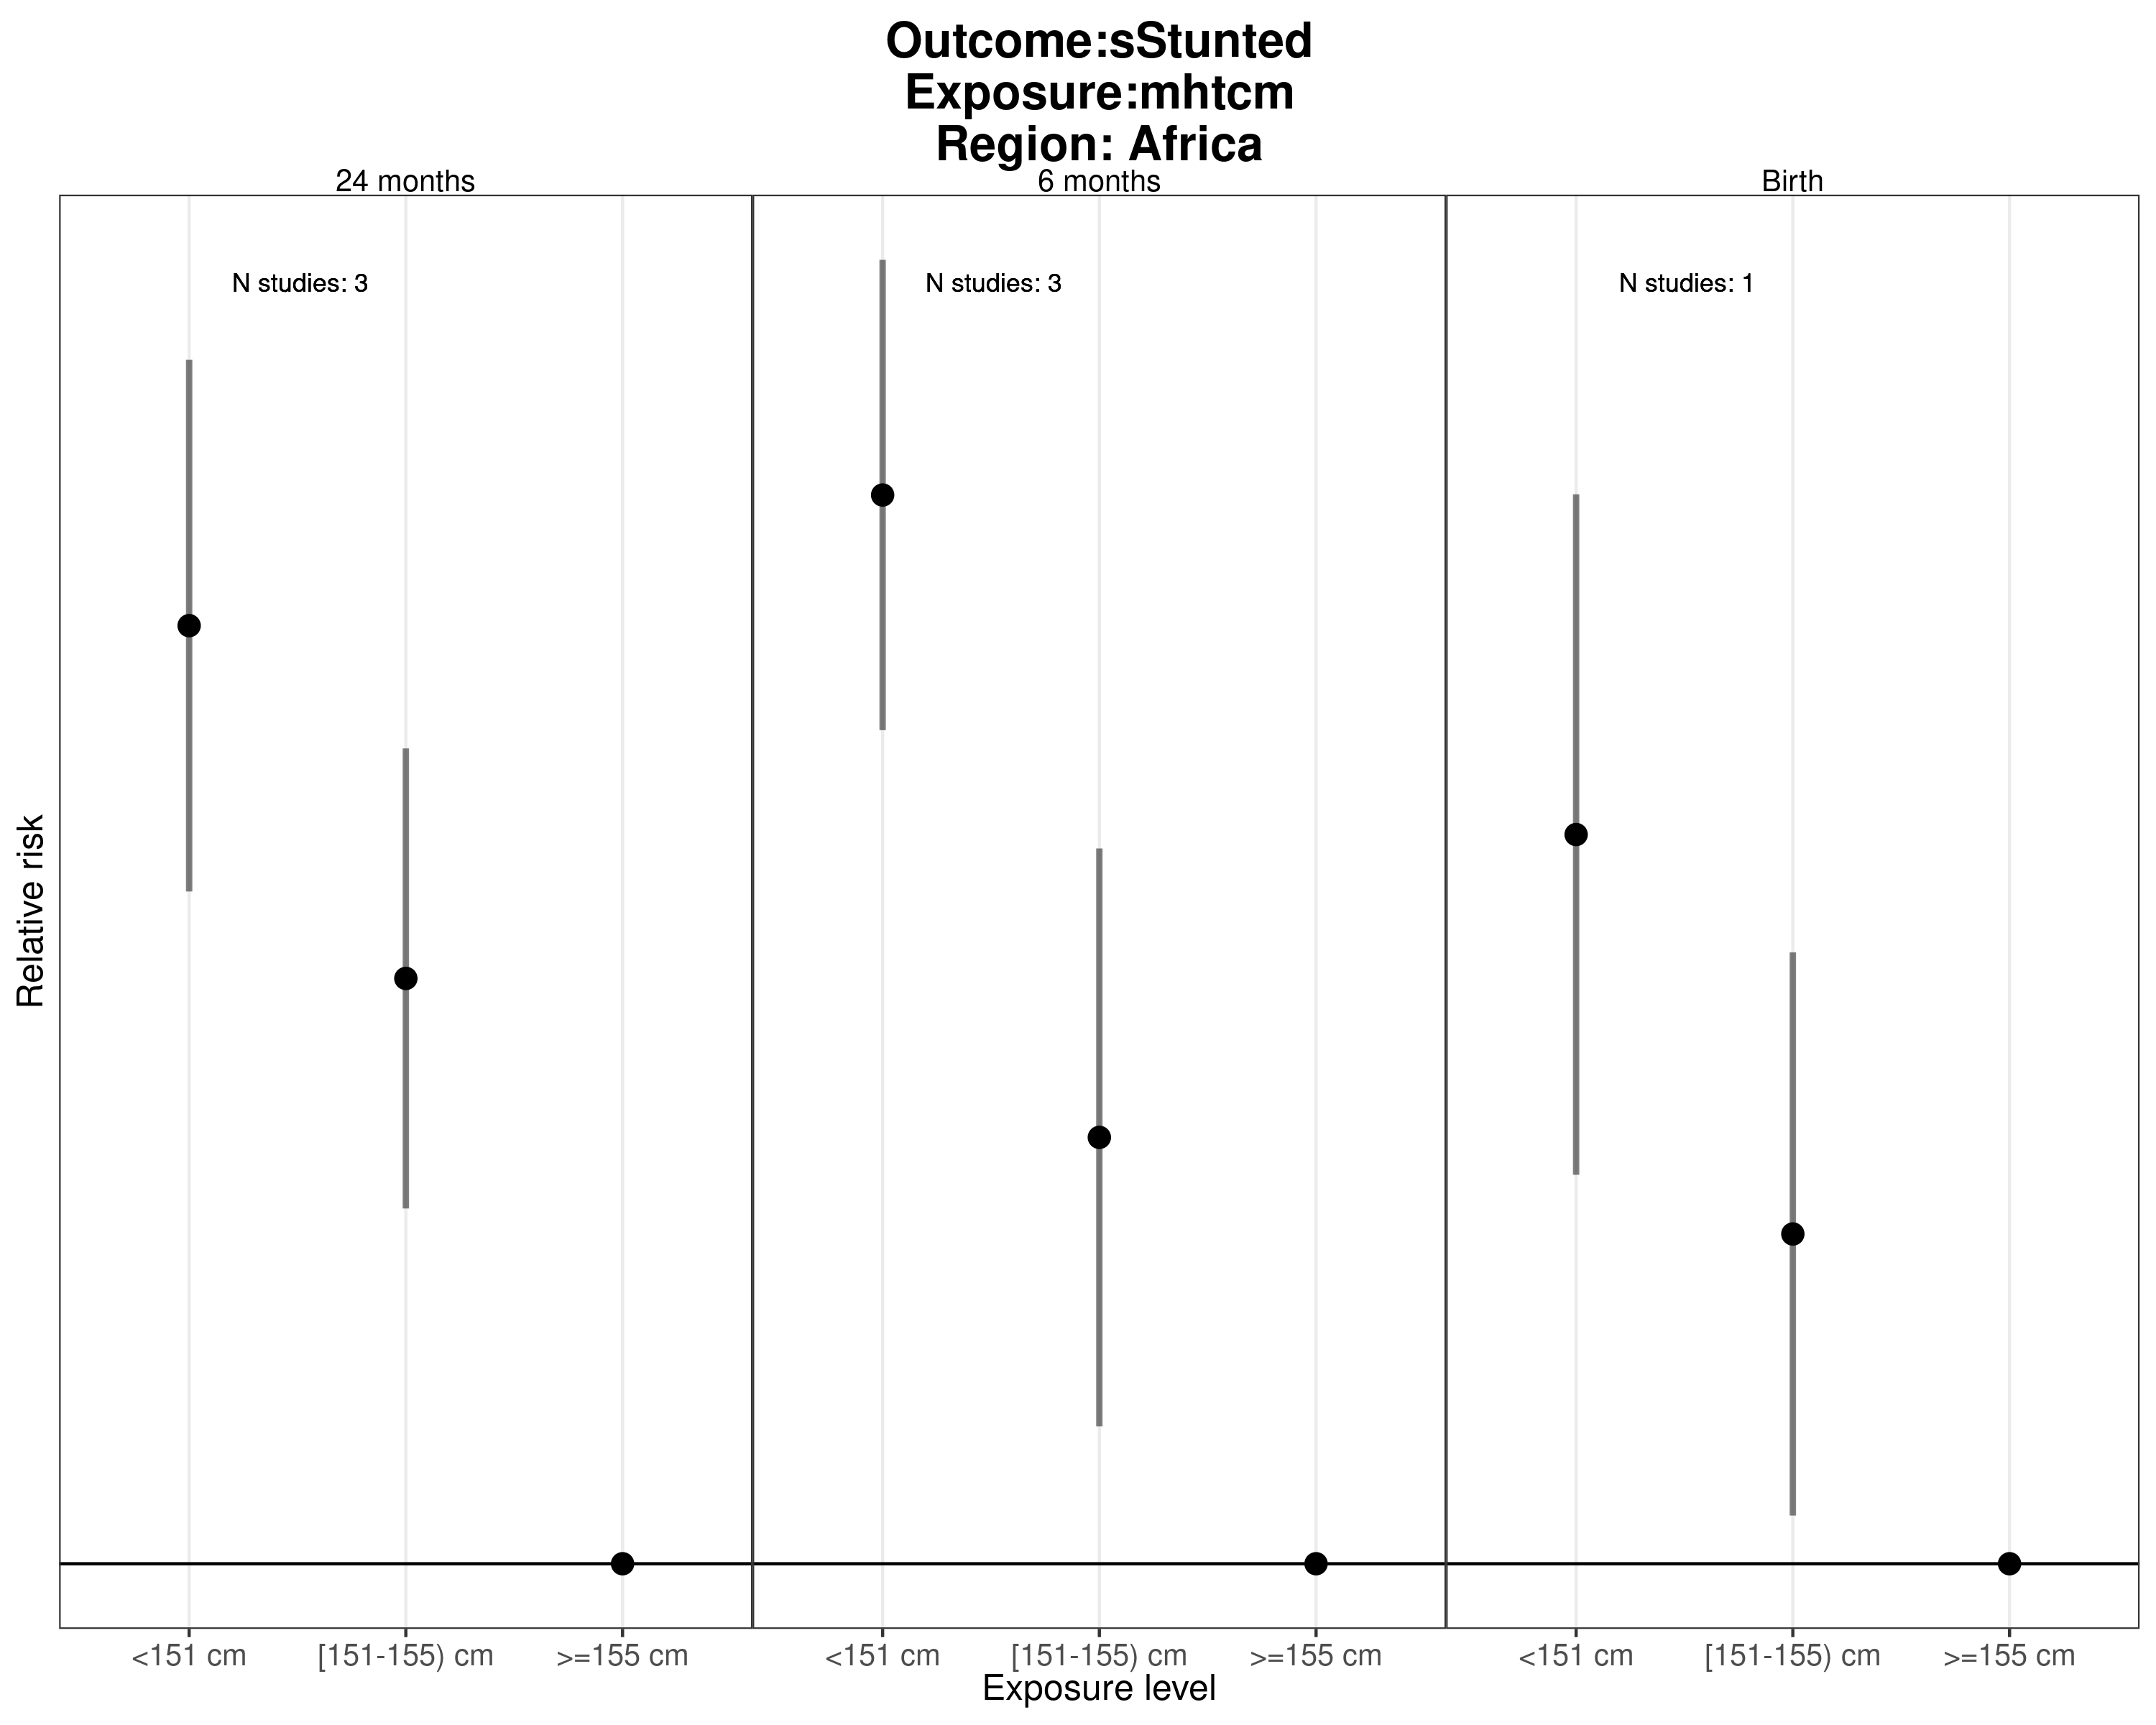 Outcome:sStunted
Exposure:mhtcm
Region: Africa
24 months
6 months
Birth
N studies: 3
N studies: 3
N studies: 1
Relative risk
<151 cm
[151-155) cm
>=155 cm
<151 cm
[151-155) cm
>=155 cm
<151 cm
[151-155) cm
>=155 cm
Exposure level